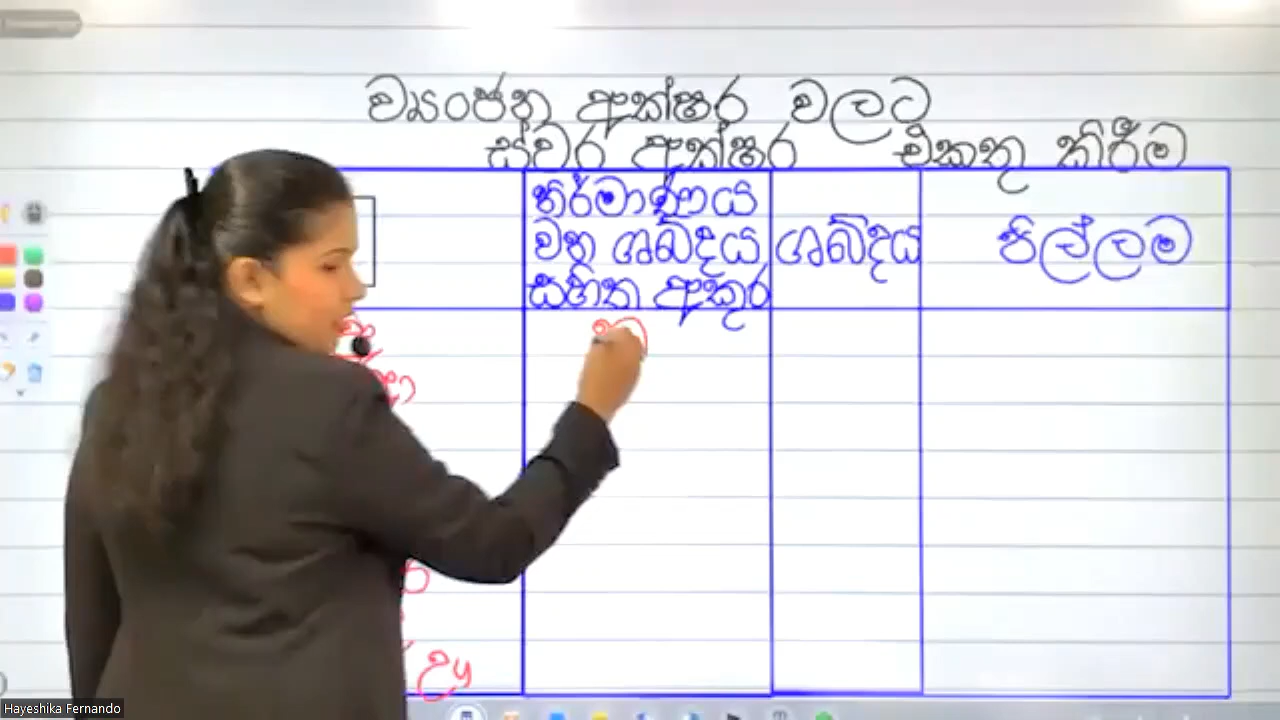 ව්‍යංජන අක්ෂර වලට
ස්වර අක්ෂර එකතු කිරීම
නිර්මාණය
වන ශබ්දය
සහිත අකුර
ශබ්දය
පිල්ලම
Hayeshika Fernando